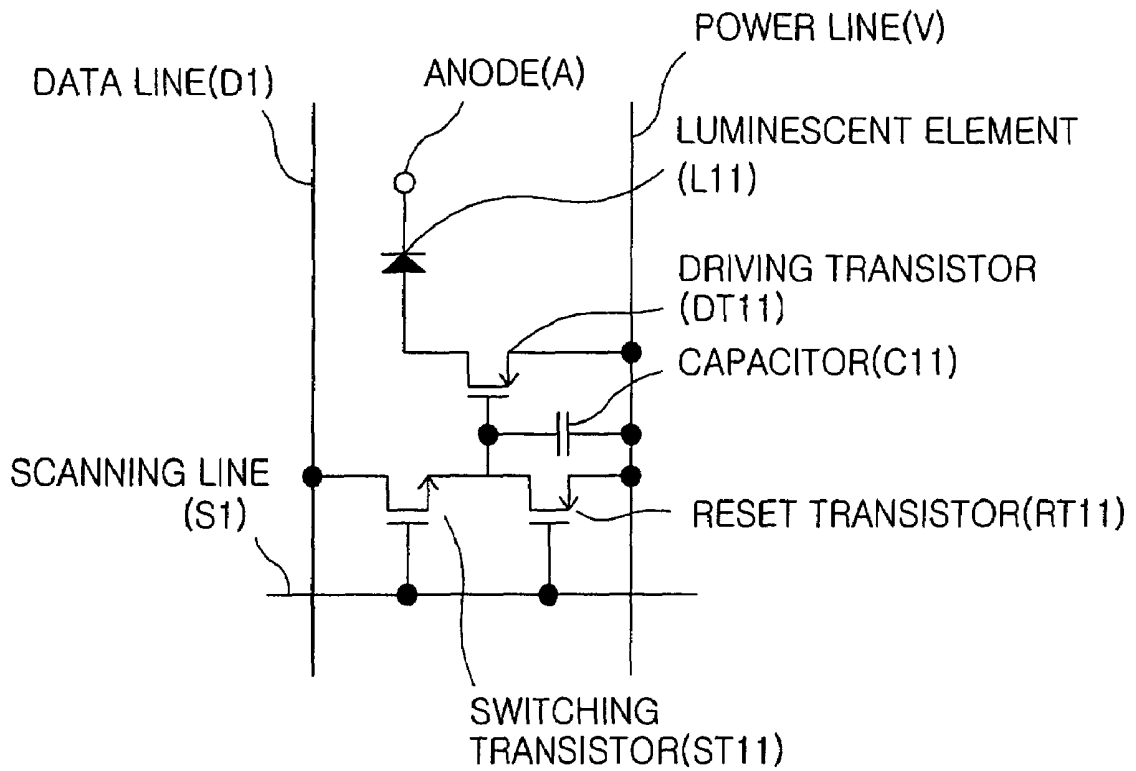 POWER LINE(V)
DATA LINE(D1)
ANODE(A)
LUMINESCENT ELEMENT
(L11)
DRIVING TRANSISTOR
(DT11)
CAPACITOR(C11)
SCANNING LINE
(S1)
RESET TRANSISTOR(RT11)
SWITCHING
TRANSISTOR(ST11)